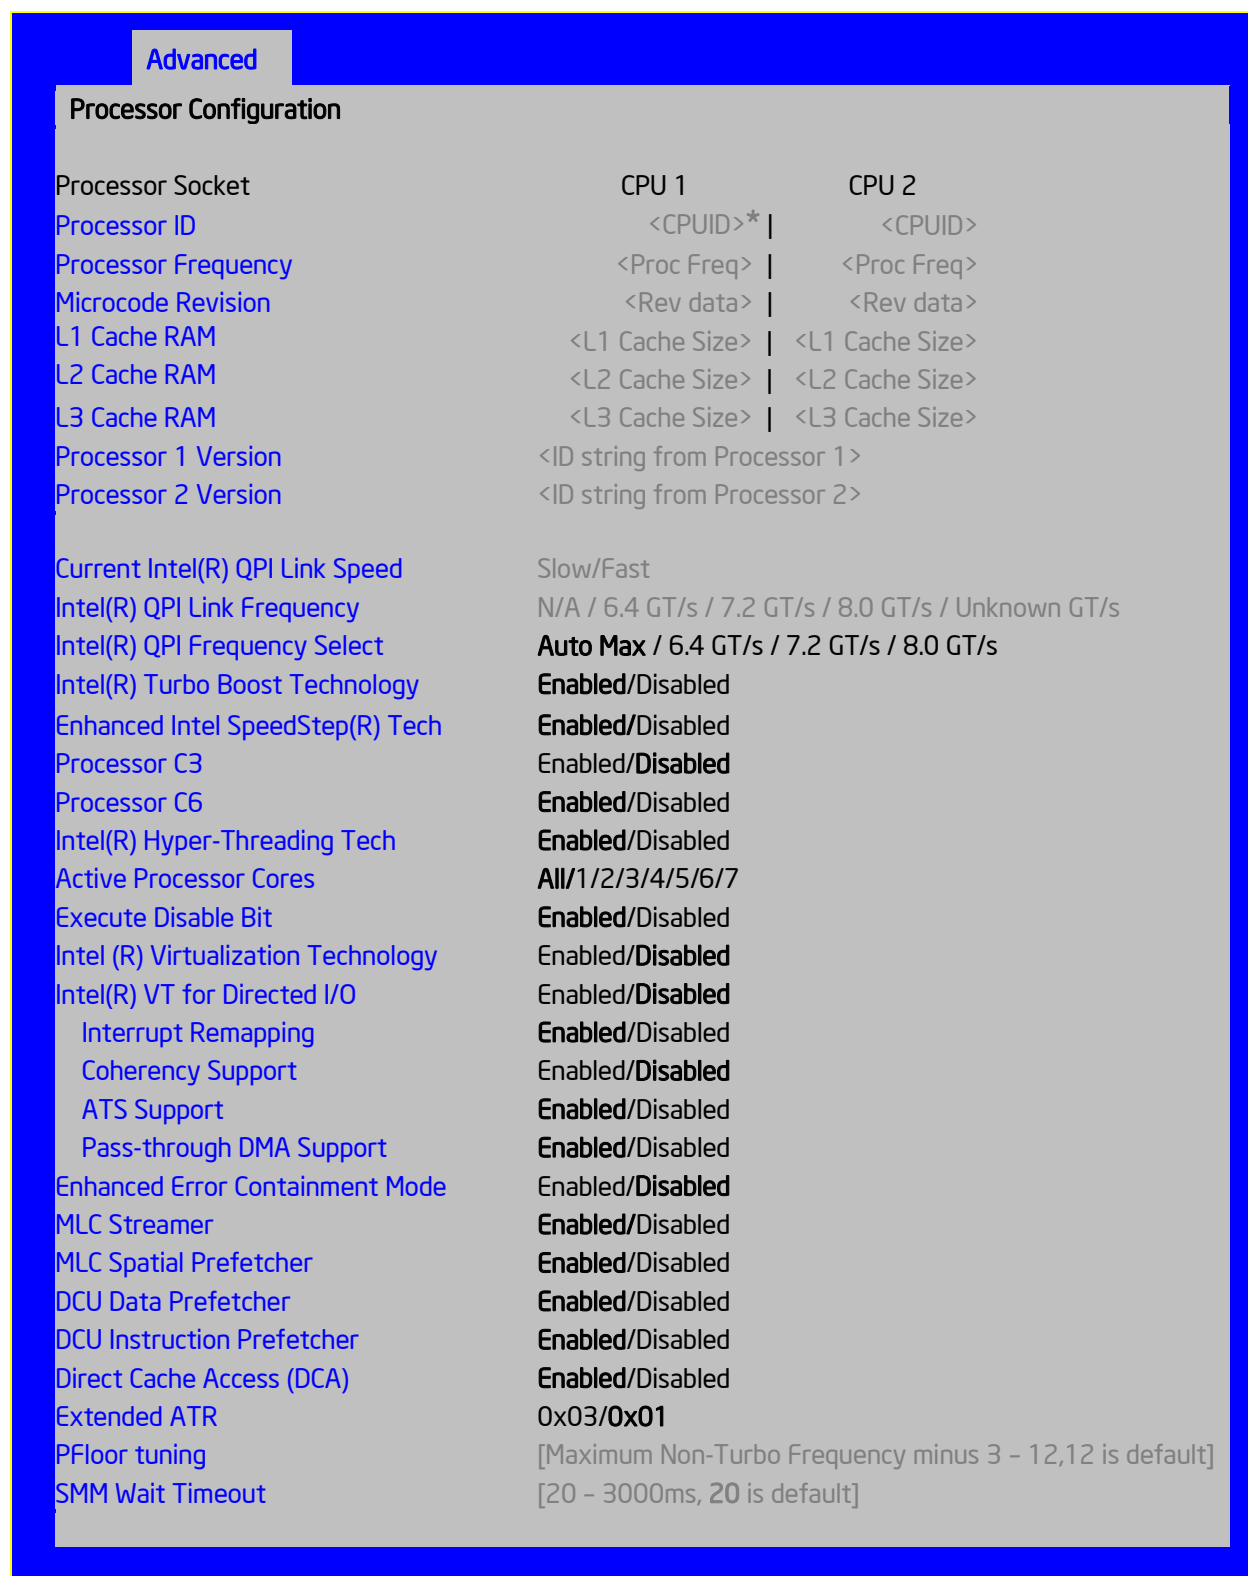 Advanced
Processor Configuration
Processor Socket CPU 1 CPU 2
Processor ID <CPUID>* | <CPUID>
Processor Frequency <Proc Freq> | <Proc Freq>
Microcode Revision <Rev data> | <Rev data>
L1 Cache RAM <L1 Cache Size> | <L1 Cache Size>
L2 Cache RAM <L2 Cache Size> | <L2 Cache Size>
L3 Cache RAM <L3 Cache Size> | <L3 Cache Size>
Processor 1 Version <ID string from Processor 1>
Processor 2 Version <ID string from Processor 2>
Current Intel(R) QPI Link Speed Slow/Fast
Intel(R) QPI Link Frequency N/A / 6.4 GT/s / 7.2 GT/s / 8.0 GT/s / Unknown GT/s
Intel(R) QPI Frequency Select Auto Max / 6.4 GT/s / 7.2 GT/s / 8.0 GT/s
Intel(R) Turbo Boost Technology Enabled/Disabled
Enhanced Intel SpeedStep(R) Tech Enabled/Disabled
Processor C3 Enabled/Disabled
Processor C6 Enabled/Disabled
Intel(R) Hyper-Threading Tech Enabled/Disabled
Active Processor Cores All/1/2/3/4/5/6/7
Execute Disable Bit Enabled/Disabled
Intel (R) Virtualization Technology Enabled/Disabled
Intel(R) VT for Directed I/O Enabled/Disabled
Interrupt Remapping Enabled/Disabled
Coherency Support Enabled/Disabled
ATS Support Enabled/Disabled
Pass-through DMA Support Enabled/Disabled
Enhanced Error Containment Mode Enabled/Disabled
MLC Streamer Enabled/Disabled
MLC Spatial Prefetcher Enabled/Disabled
DCU Data Prefetcher Enabled/Disabled
DCU Instruction Prefetcher Enabled/Disabled
Direct Cache Access (DCA) Enabled/Disabled
Extended ATR 0x03/0x01
PFloor tuning [Maximum Non-Turbo Frequency minus 3 – 12,12 is default]
SMM Wait Timeout [20 – 3000ms, 20 is default]